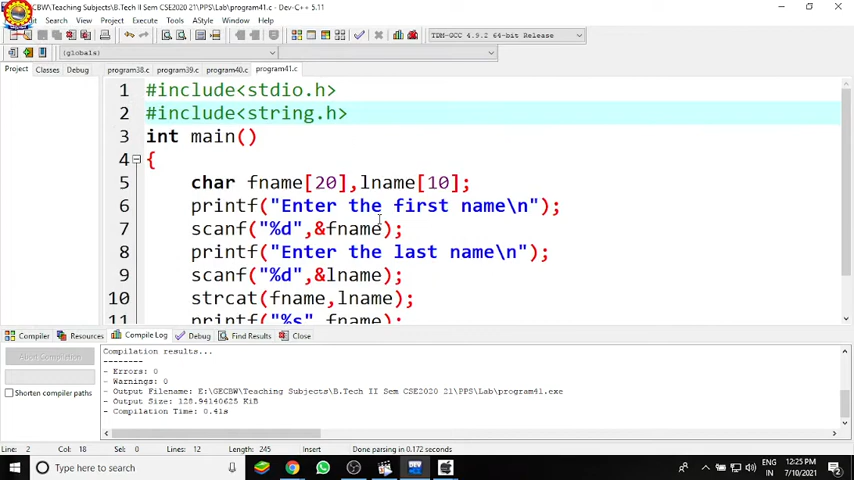 GECBW\Teaching Subjects\B.Tech II Sem CSE2020 21\PPS\Lab\program41.c - Dev-C++ 5.11
Edit Search View Project Execute Tools AStyle Window Help
TDM-GCC 4.9.2 64-bit Release
(globals)
Project Classes Debug
program38.c program39.c program40.c program41.c
1 #include<stdio.h>
2 #include<string.h>
3 int main()
4 {
5 char fname[20],lname[10];
6 printf("Enter the first name\n");
7 scanf("%d",&fname);
8 printf("Enter the last name\n");
9 scanf("%d",&lname);
10 strcat(fname,lname);
11 printf("%s",fname);
Compiler Resources Compile Log Debug Find Results Close
Abort Compilation
Shorten compiler paths
Compilation results...
--------
- Errors: 0
- Warnings: 0
- Output Filename: E:\GECBW\Teaching Subjects\B.Tech II Sem CSE2020 21\PPS\Lab\program41.exe
- Output Size: 128.94140625 KiB
- Compilation Time: 0.41s
Line: 2 Col: 18 Sel: 0 Lines: 12 Length: 245 Insert Done parsing in 0.172 seconds
Type here to search
ENG
IN
12:25 PM
7/10/2021
2